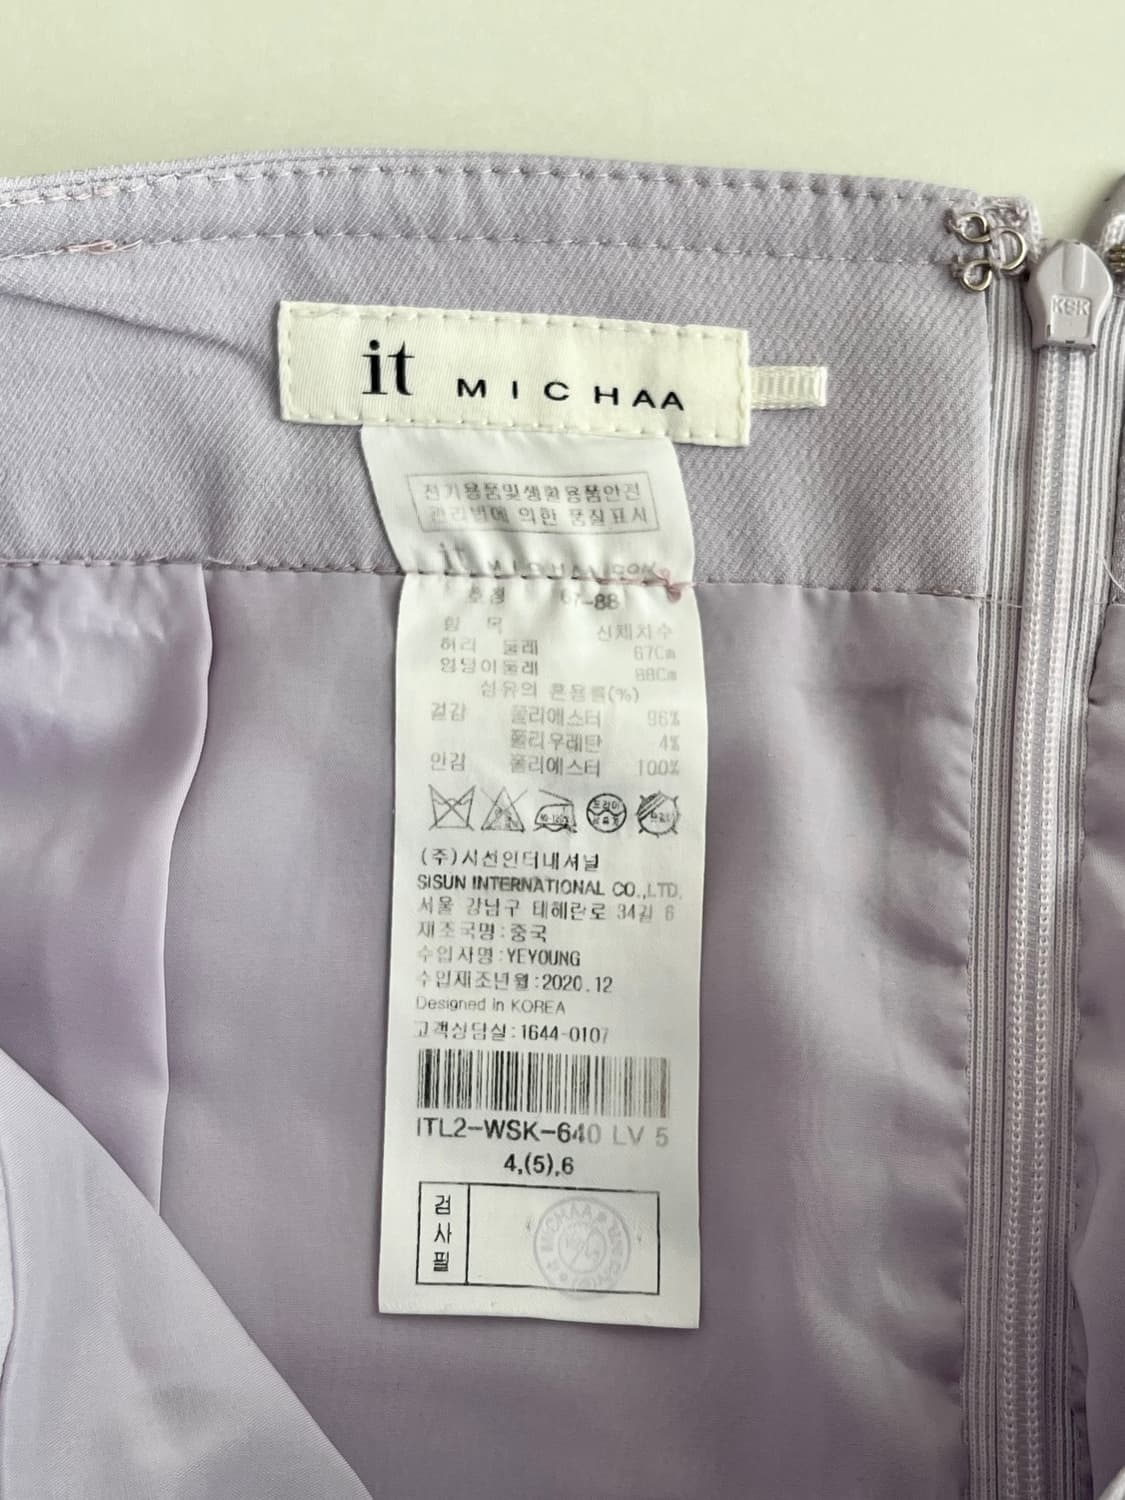 it MICHAA
KSK
전기용품및생활용품안전
관리법에 의한 품질표시
it MICHAA
호칭 67-88
항 목 신체치수
허리 둘레 67Cm
엉덩이둘레 88Cm
섬유의 혼용률(%)
겉감 폴리에스터 96%
폴리우레탄 4%
안감 폴리에스터 100%
드라이
(주)시선인터내셔널
SISUN INTERNATIONAL CO.,LTD.
서울 강남구 테헤란로 34길 6
제조국명:중국
수입자명:YEYOUNG
수입제조년월:2020.12
Designed in KOREA
고객상담실:1644-0107
ITL2-WSK-640 LV 5
4,(5),6
검사필
MICHAA